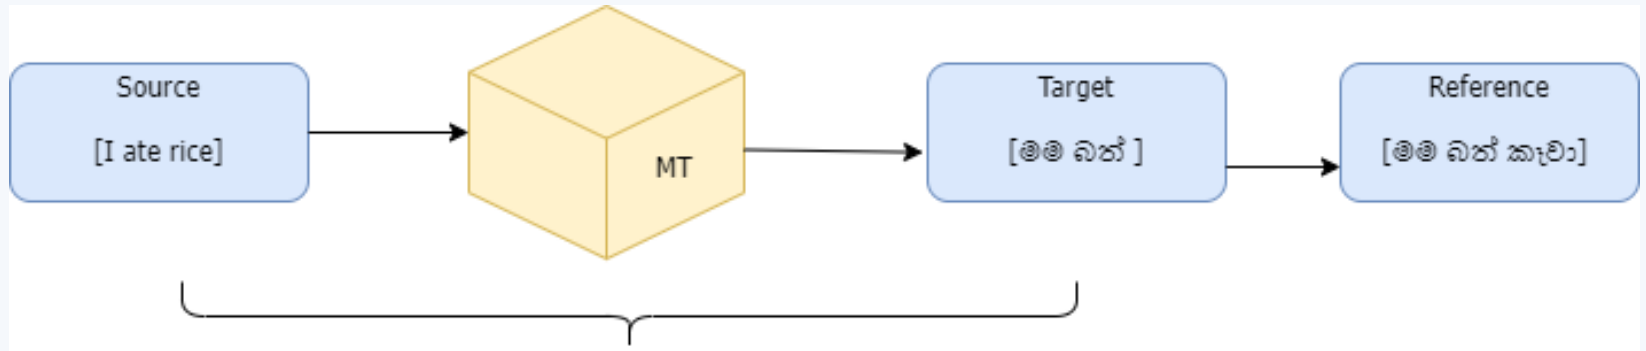 Source
[I ate rice]
MT
Target
[මම බත් ]
Reference
[මම බත් කෑවා]